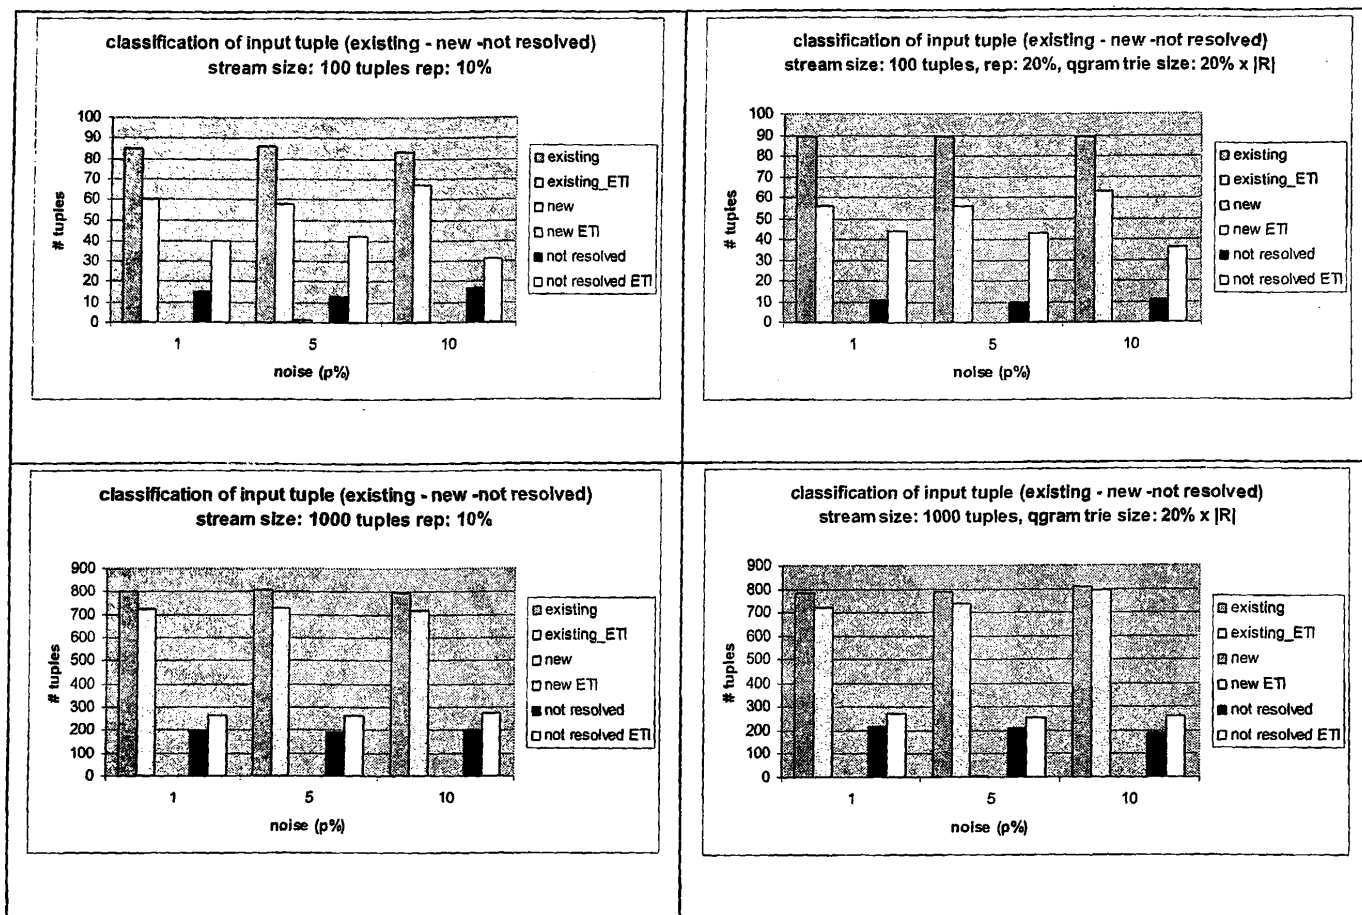 classification of input tuple (existing - new -not resolved)
stream size: 100 tuples rep: 10%
# tuples
100
90
80
70
60
50
40
30
20
10
0
1
5
10
noise (p%)
existing
existing_ETI
new
new ETI
not resolved
not resolved ETI
classification of input tuple (existing - new -not resolved)
stream size: 100 tuples, rep: 20%, qgram trie size: 20% x |R|
# tuples
100
90
80
70
60
50
40
30
20
10
0
1
5
10
noise (p%)
existing
existing_ETI
new
new ETI
not resolved
not resolved ETI
classification of input tuple (existing - new -not resolved)
stream size: 1000 tuples rep: 10%
# tuples
900
800
700
600
500
400
300
200
100
0
1
5
10
noise (p%)
existing
existing_ETI
new
new ETI
not resolved
not resolved ETI
classification of input tuple (existing - new -not resolved)
stream size: 1000 tuples, qgram trie size: 20% x |R|
# tuples
900
800
700
600
500
400
300
200
100
0
1
5
10
noise (p%)
existing
existing_ETI
new
new ETI
not resolved
not resolved ETI